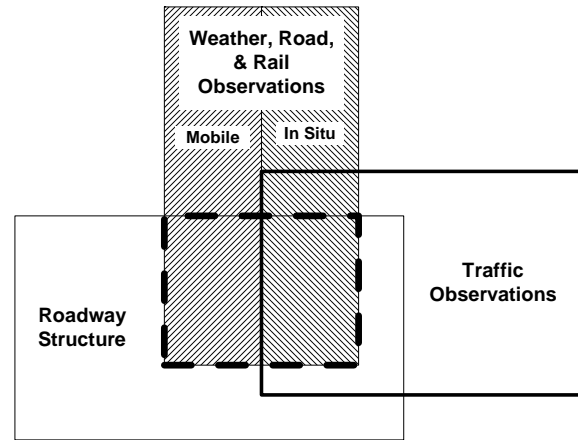 Weather, Road,
& Rail
Observations
Mobile
In Situ
Traffic
Observations
Roadway
Structure